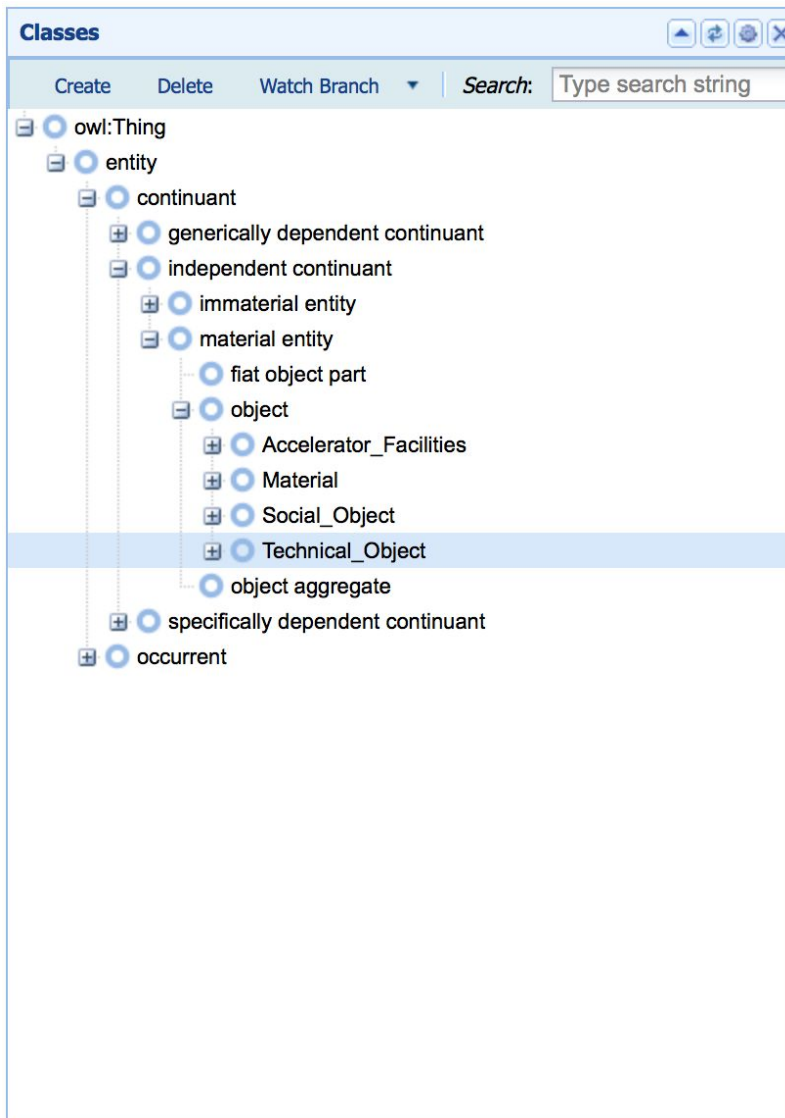 Classes
Create Delete Watch Branch Search: Type search string
owl:Thing
entity
continuant
generically dependent continuant
independent continuant
immaterial entity
material entity
fiat object part
object
Accelerator_Facilities
Material
Social_Object
Technical_Object
object aggregate
specifically dependent continuant
occurrent